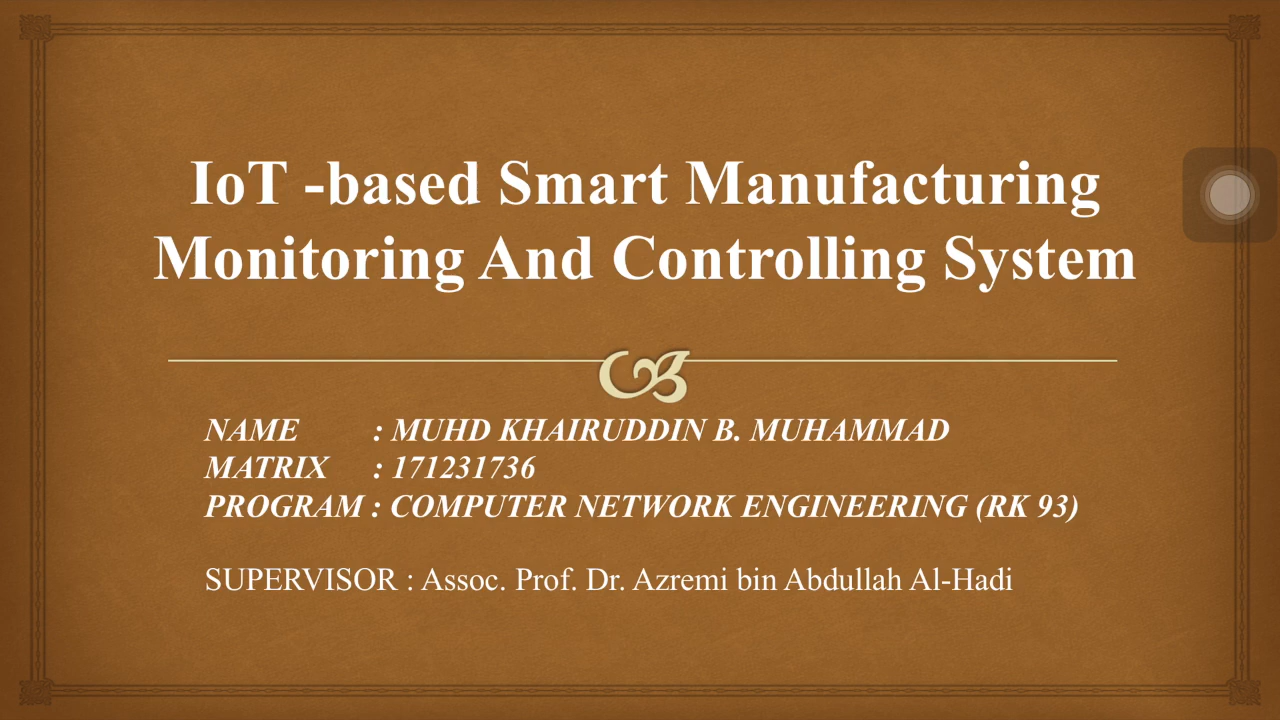 IoT -based Smart Manufacturing
Monitoring And Controlling System
NAME : MUHD KHAIRUDDIN B. MUHAMMAD
MATRIX : 171231736
PROGRAM : COMPUTER NETWORK ENGINEERING (RK 93)
SUPERVISOR : Assoc. Prof. Dr. Azremi bin Abdullah Al-Hadi